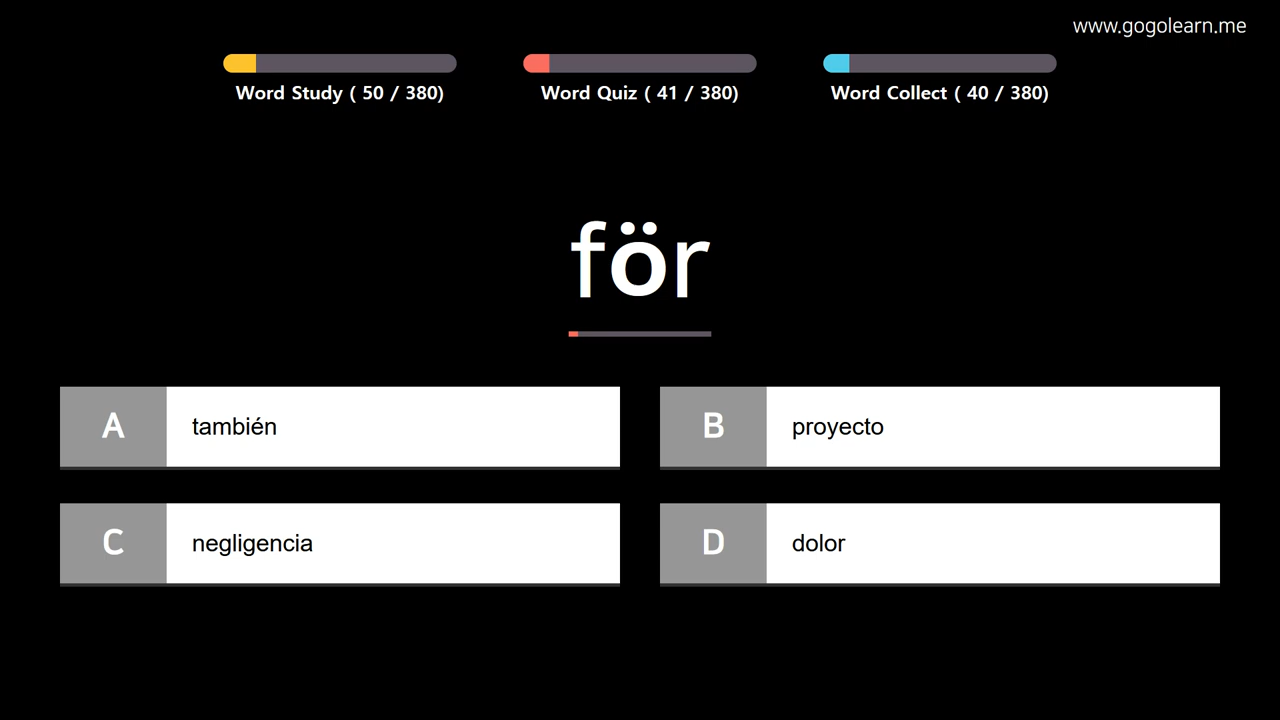 www.gogolearn.me
Word Study ( 50 / 380)
Word Quiz ( 41 / 380)
Word Collect ( 40 / 380)
för
A
también
B
proyecto
C
negligencia
D
dolor